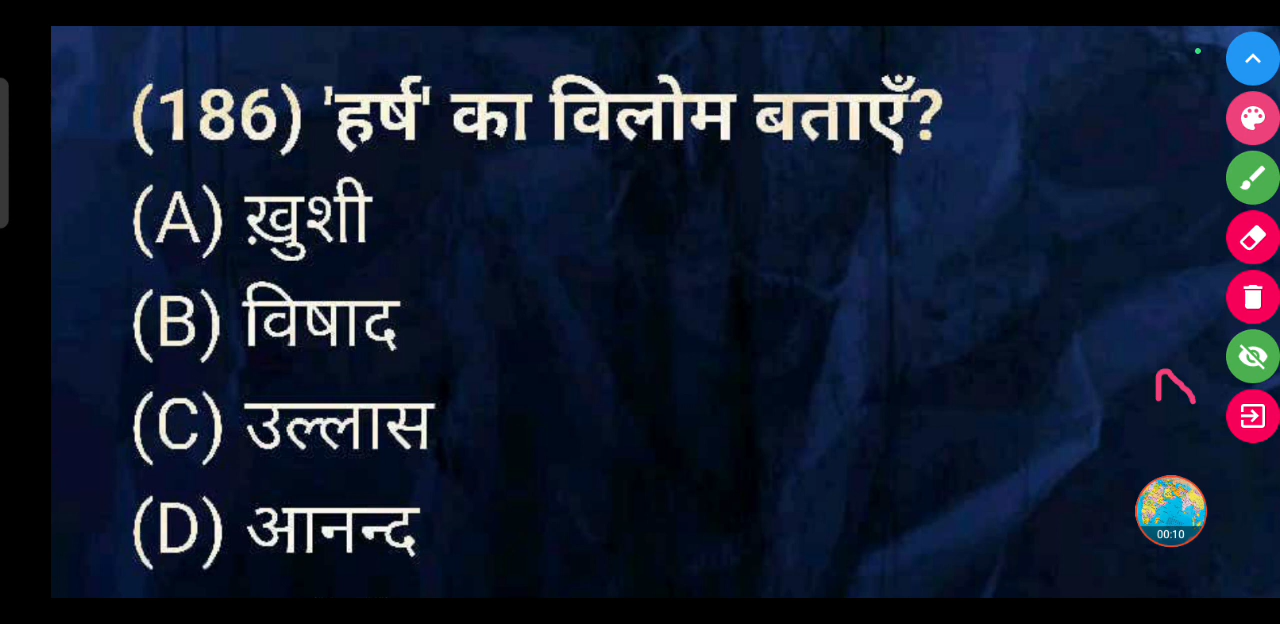 (186) 'हर्ष' का विलोम बताएँ?
(A) ख़ुशी
(B) विषाद
(C) उल्लास
(D) आनन्द
00:10